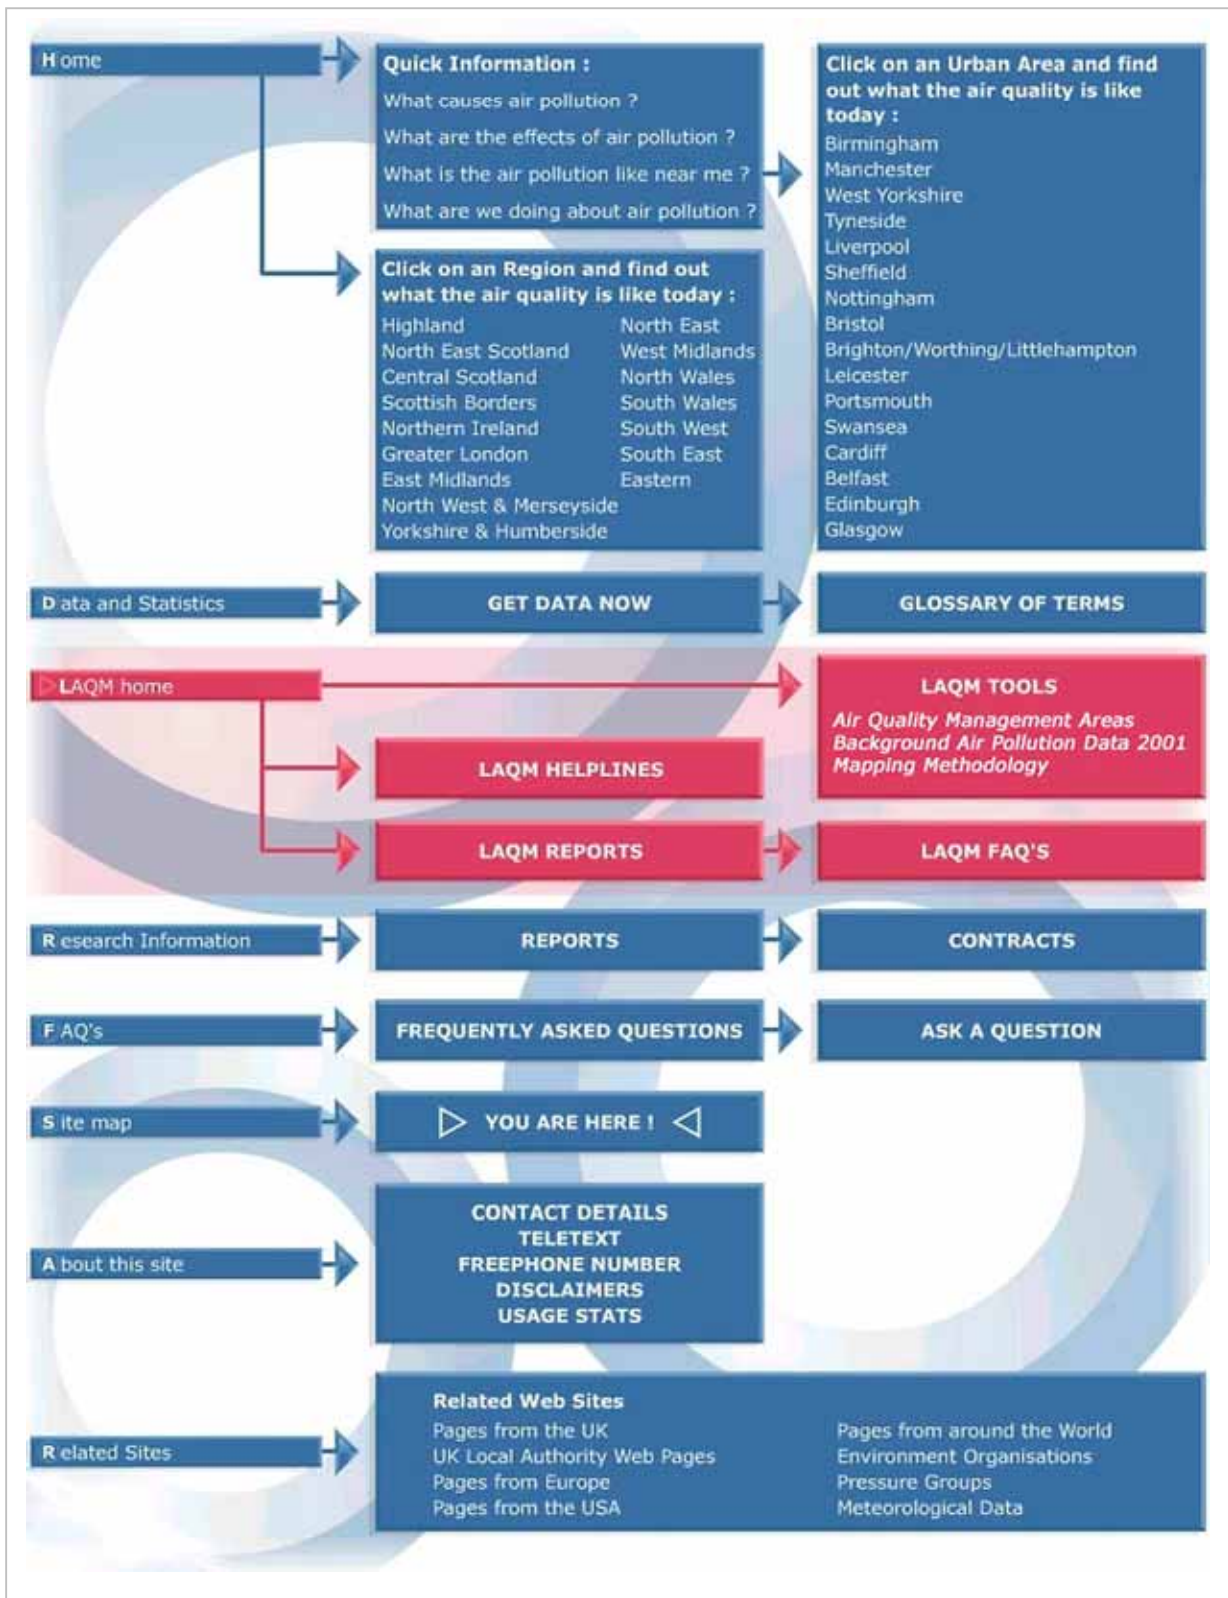 Home
Quick Information :
What causes air pollution ?
What are the effects of air pollution ?
What is the air pollution like near me ?
What are we doing about air pollution ?
Click on an Urban Area and find
out what the air quality is like
today :
Birmingham
Manchester
West Yorkshire
Tyneside
Liverpool
Sheffield
Nottingham
Bristol
Brighton/Worthing/Littlehampton
Leicester
Portsmouth
Swansea
Cardiff
Belfast
Edinburgh
Glasgow
Click on an Region and find out
what the air quality is like today :
Highland
North East Scotland
Central Scotland
Scottish Borders
Northern Ireland
Greater London
East Midlands
North West & Merseyside
Yorkshire & Humberside
North East
West Midlands
North Wales
South Wales
South West
South East
Eastern
Data and Statistics
GET DATA NOW
GLOSSARY OF TERMS
LAQM home
LAQM TOOLS
Air Quality Management Areas
Background Air Pollution Data 2001
Mapping Methodology
LAQM HELPLINES
LAQM REPORTS
LAQM FAQ'S
Research Information
REPORTS
CONTRACTS
FAQ's
FREQUENTLY ASKED QUESTIONS
ASK A QUESTION
Site map
YOU ARE HERE !
About this site
CONTACT DETAILS
TELETEXT
FREEPHONE NUMBER
DISCLAIMERS
USAGE STATS
Related Sites
Related Web Sites
Pages from the UK
UK Local Authority Web Pages
Pages from Europe
Pages from the USA
Pages from around the World
Environment Organisations
Pressure Groups
Meteorological Data